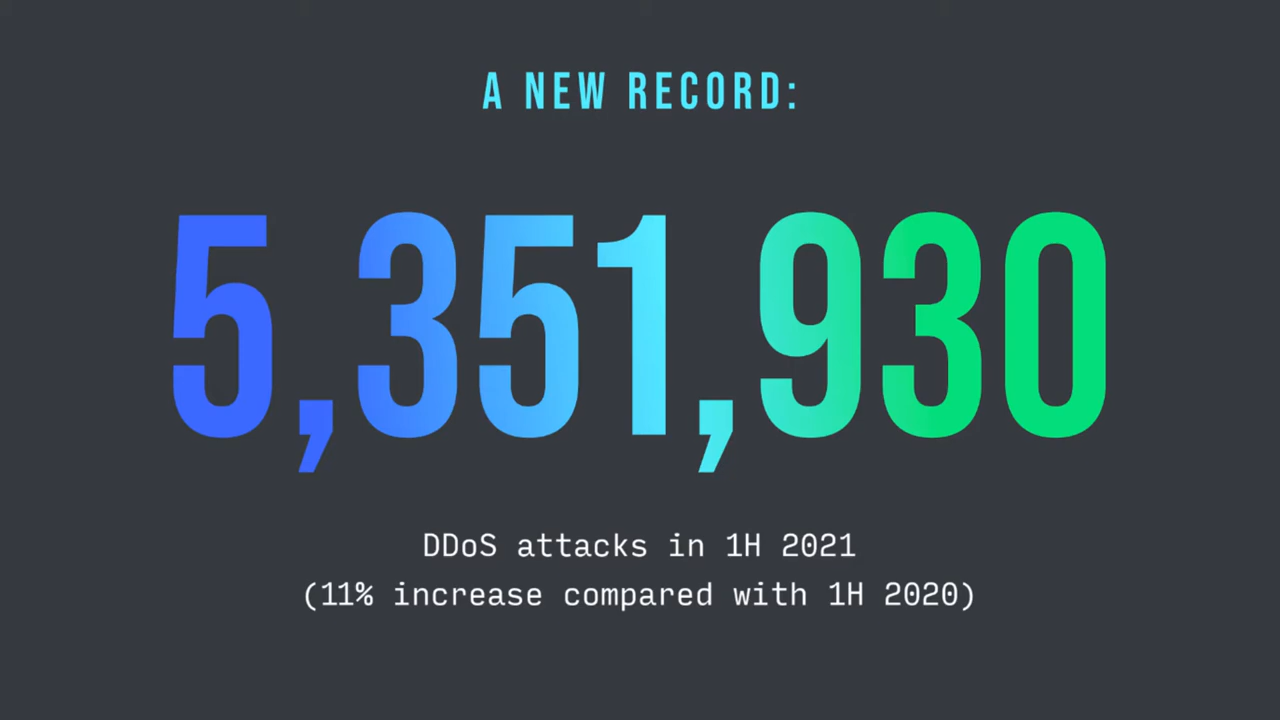 A NEW RECORD:
5,351,930
DDoS attacks in 1H 2021
(11% increase compared with 1H 2020)